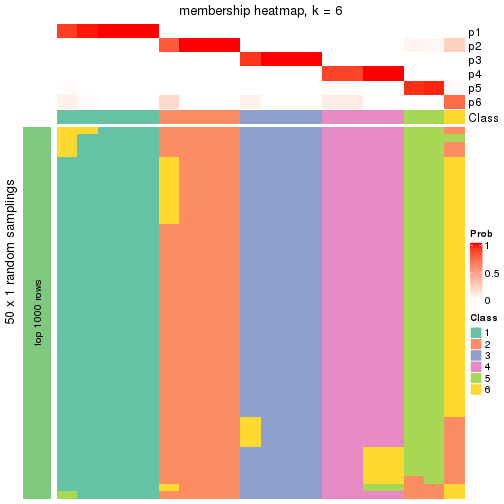 membership heatmap, k = 6
p1
p2
p3
p4
p5
p6
Class
50 x 1 random samplings
top 1000 rows
Prob
1
0.5
0
Class
1
2
3
4
5
6